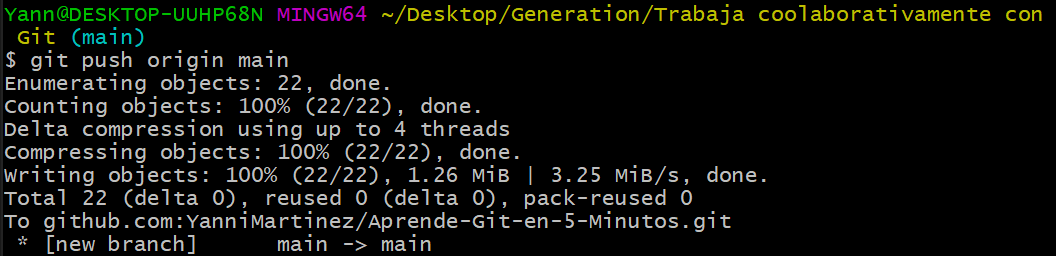 Yann@DESKTOP-UUHP68N MINGW64 ~/Desktop/Generation/Trabaja coolaborativamente con
Git (main)
$ git push origin main
Enumerating objects: 22, done.
Counting objects: 100% (22/22), done.
Delta compression using up to 4 threads
Compressing objects: 100% (22/22), done.
Writing objects: 100% (22/22), 1.26 MiB | 3.25 MiB/s, done.
Total 22 (delta 0), reused 0 (delta 0), pack-reused 0
To github.com:YanniMartinez/Aprende-Git-en-5-Minutos.git
 * [new branch]      main -> main